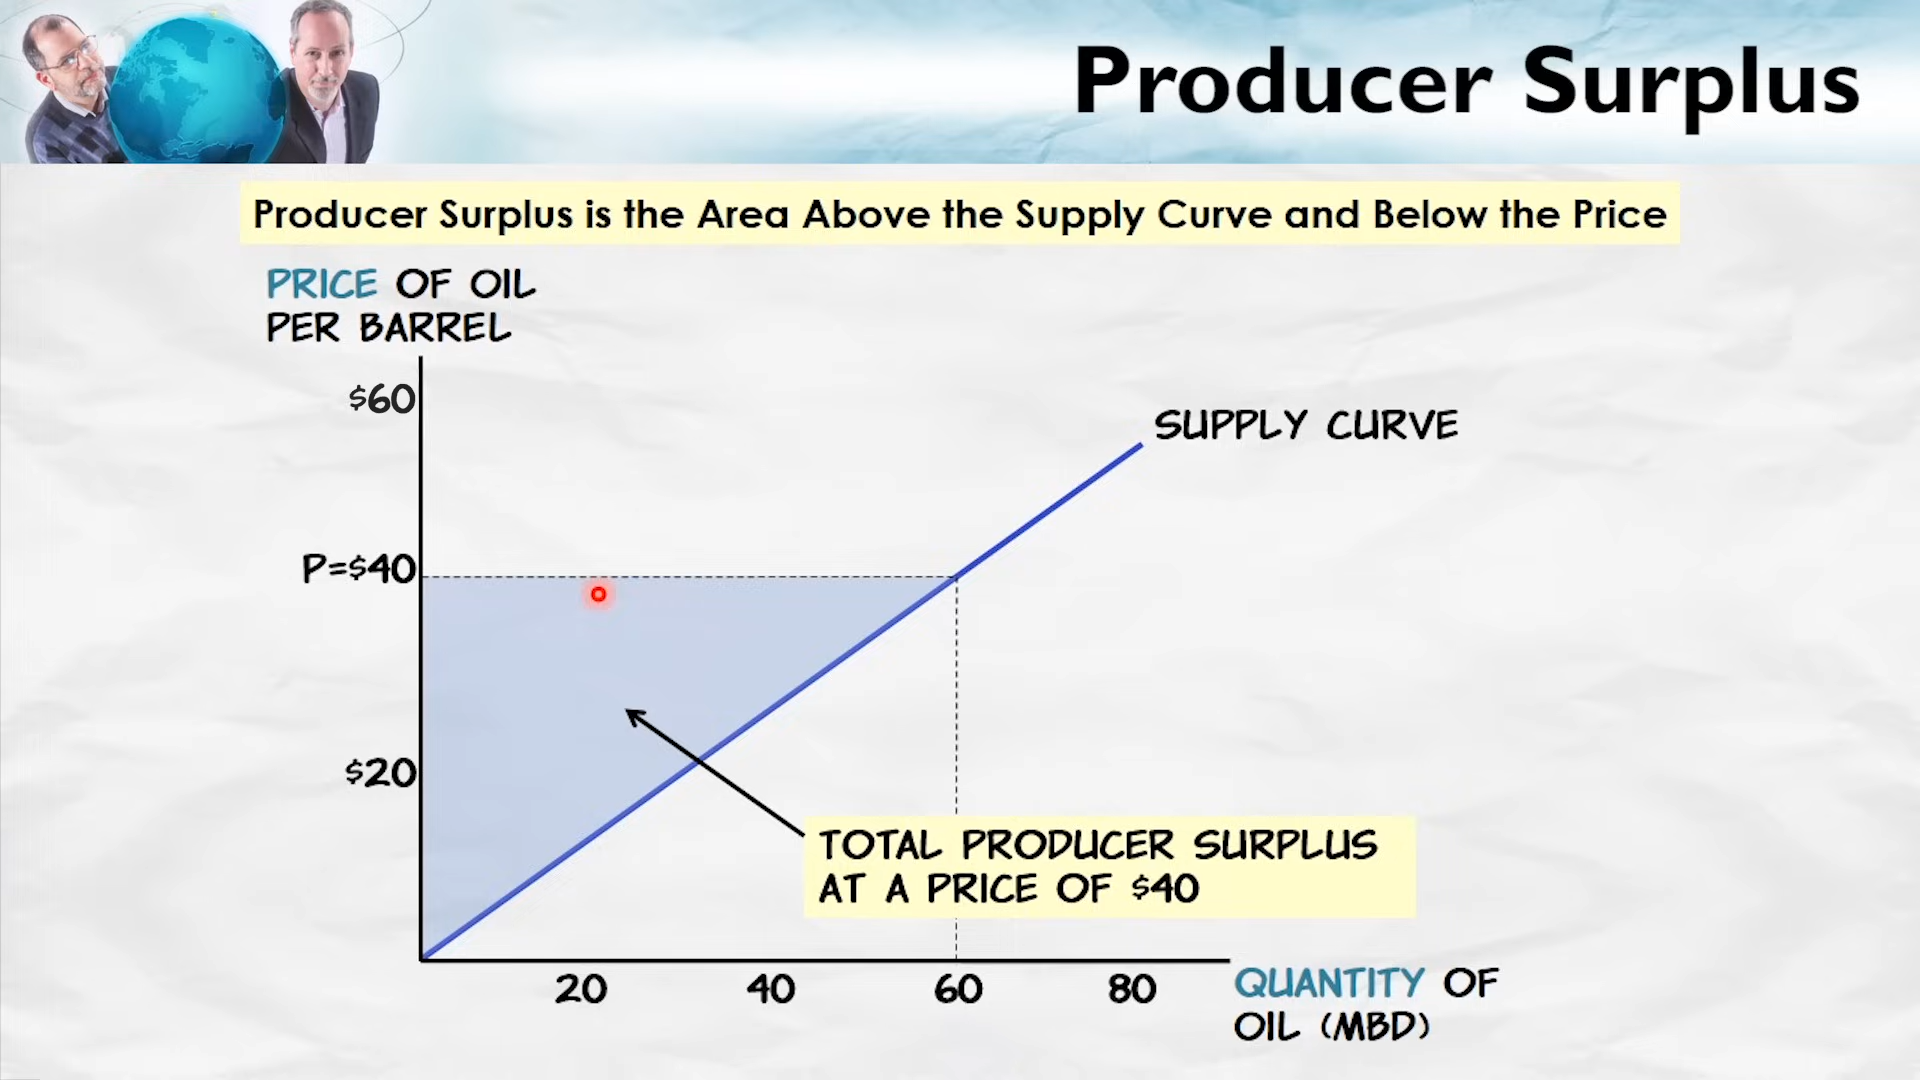 Producer Surplus
Producer Surplus is the Area Above the Supply Curve and Below the Price
PRICE OF OIL
PER BARREL
$60
SUPPLY CURVE
P=$40
$20
TOTAL PRODUCER SURPLUS
AT A PRICE OF $40
20 40 60 80
QUANTITY OF
OIL (MBD)